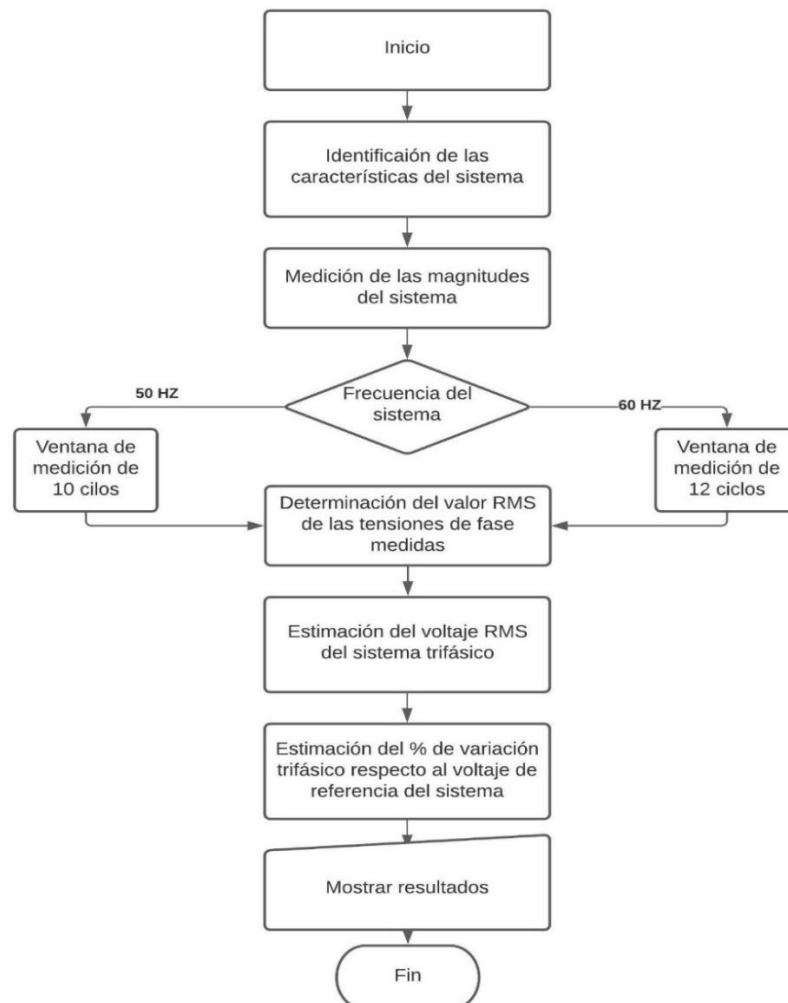 Inicio
Identificaión de las
características del sistema
Medición de las magnitudes
del sistema
Frecuencia del
sistema
50 HZ
60 HZ
Ventana de
medición de
10 cilos
Ventana de
medición de
12 ciclos
Determinación del valor RMS
de las tensiones de fase
medidas
Estimación del voltaje RMS
del sistema trifásico
Estimación del % de variación
trifásico respecto al voltaje de
referencia del sistema
Mostrar resultados
Fin